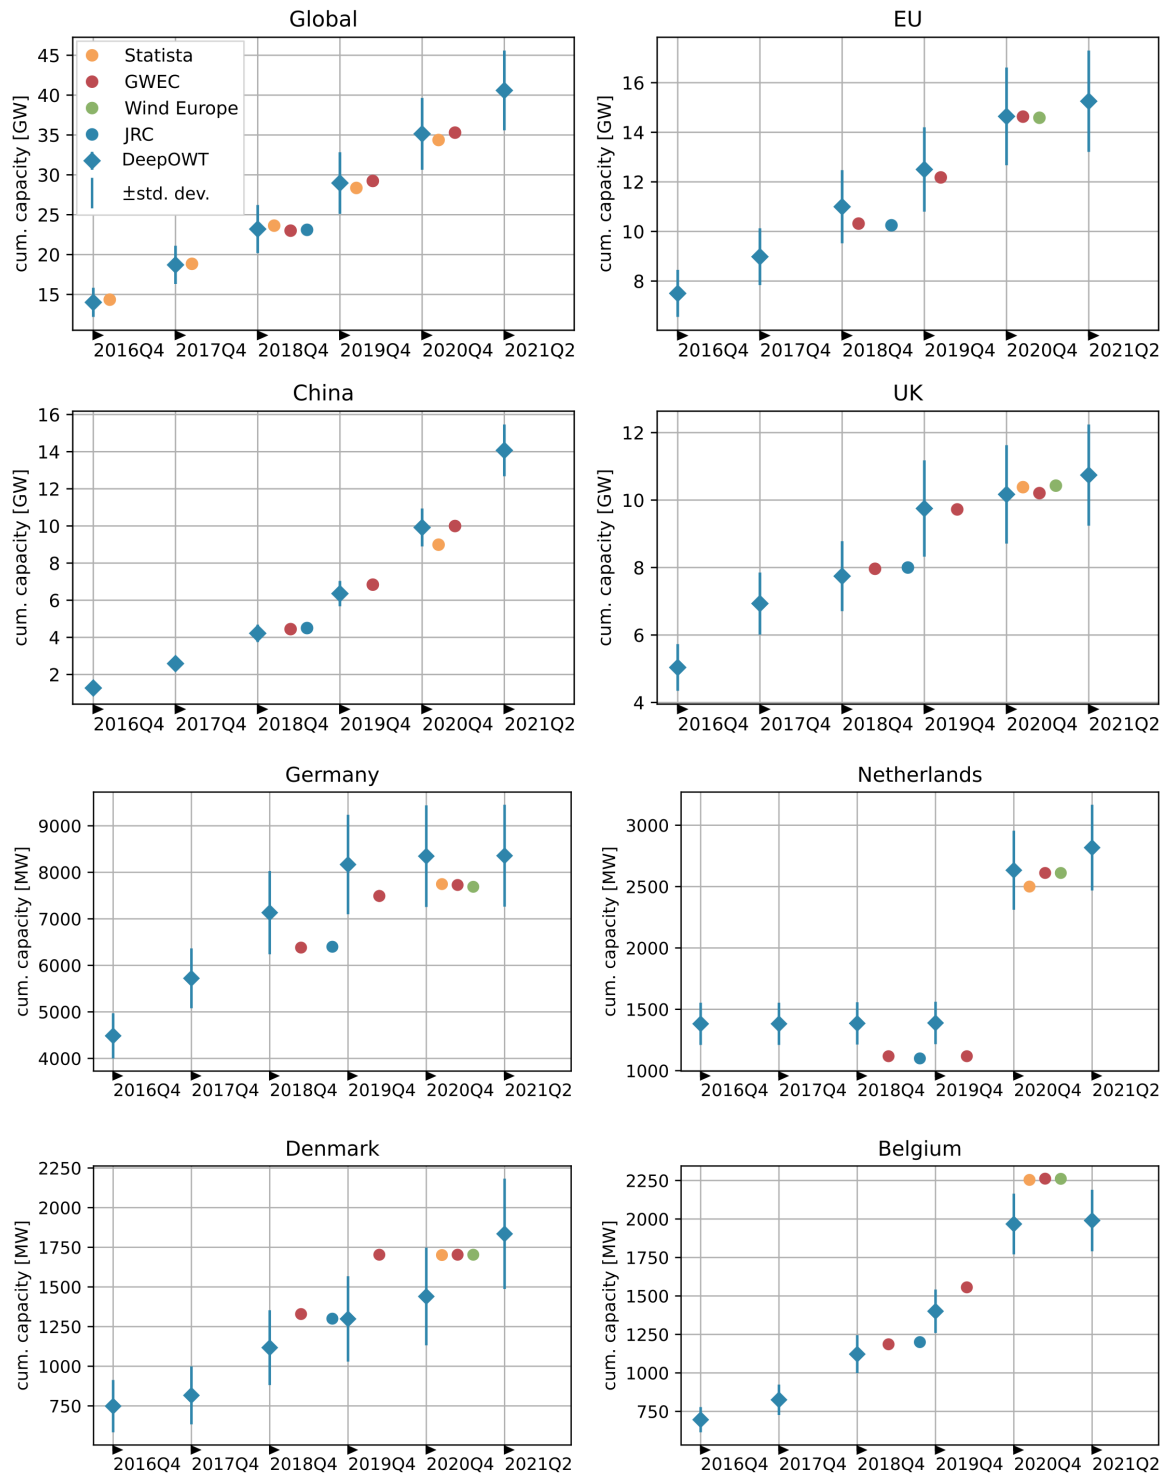 Global
45
40
35
30
25
20
15
cum. capacity [GW]
Statista
GWEC
Wind Europe
JRC
DeepOWT
±std. dev.
2016Q4 2017Q4 2018Q4 2019Q4 2020Q4 2021Q2
EU
16
14
12
10
8
cum. capacity [GW]
2016Q4 2017Q4 2018Q4 2019Q4 2020Q4 2021Q2
China
16
14
12
10
8
6
4
2
cum. capacity [GW]
2016Q4 2017Q4 2018Q4 2019Q4 2020Q4 2021Q2
UK
12
10
8
6
4
cum. capacity [GW]
2016Q4 2017Q4 2018Q4 2019Q4 2020Q4 2021Q2
Germany
9000
8000
7000
6000
5000
4000
cum. capacity [MW]
2016Q4 2017Q4 2018Q4 2019Q4 2020Q4 2021Q2
Netherlands
3000
2500
2000
1500
1000
cum. capacity [MW]
2016Q4 2017Q4 2018Q4 2019Q4 2020Q4 2021Q2
Denmark
2250
2000
1750
1500
1250
1000
750
cum. capacity [MW]
2016Q4 2017Q4 2018Q4 2019Q4 2020Q4 2021Q2
Belgium
2250
2000
1750
1500
1250
1000
750
cum. capacity [MW]
2016Q4 2017Q4 2018Q4 2019Q4 2020Q4 2021Q2